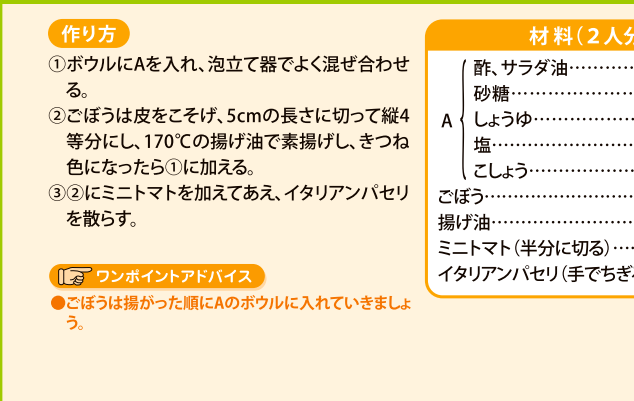 作り方
①ボウルにAを入れ、泡立て器でよく混ぜ合わせ
る。
②ごぼうは皮をこそげ、5cmの長さに切って縦4
等分にし、170℃の揚げ油で素揚げし、きつね
色になったら①に加える。
③②にミニトマトを加えてあえ、イタリアンパセリ
を散らす。
ワンポイントアドバイス
●ごぼうは揚がった順にAのボウルに入れていきましょ
う。
材料(2人分
A
酢、サラダ油…………
砂糖…………………
しょうゆ………………
塩……………………
こしょう………………
ごぼう…………………
揚げ油…………………
ミニトマト(半分に切る)……
イタリアンパセリ(手でちぎ